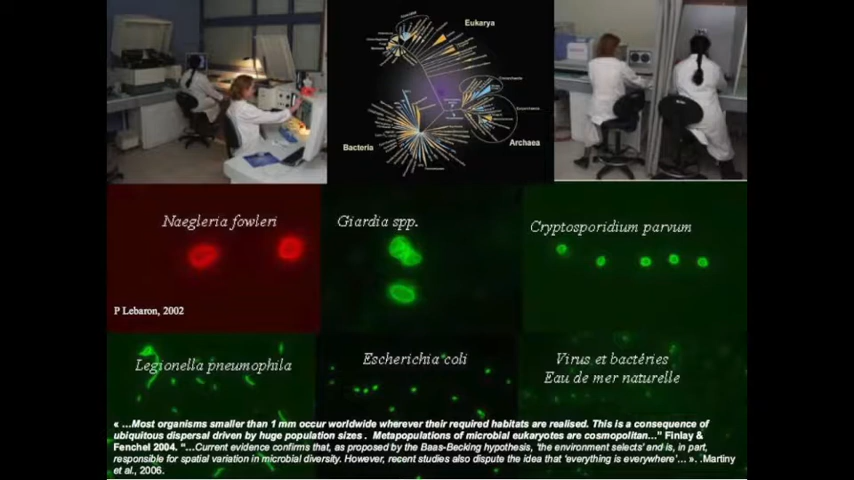 Eukarya
Bacteria
Archaea
Naegleria fowleri
Giardia spp.
Cryptosporidium parvum
P Lebaron, 2002
Legionella pneumophila
Escherichia coli
Virus et bactéries
Eau de mer naturelle
« …Most organisms smaller than 1 mm occur worldwide wherever their required habitats are realised. This is a consequence of
ubiquitous dispersal driven by huge population sizes . Metapopulations of microbial eukaryotes are cosmopolitan…" Finlay &
Fenchel 2004. "…Current evidence confirms that, as proposed by the Baas-Becking hypothesis, 'the environment selects' and is, in part,
responsible for spatial variation in microbial diversity. However, recent studies also dispute the idea that 'everything is everywhere'… ». .Martiny
et al., 2006.